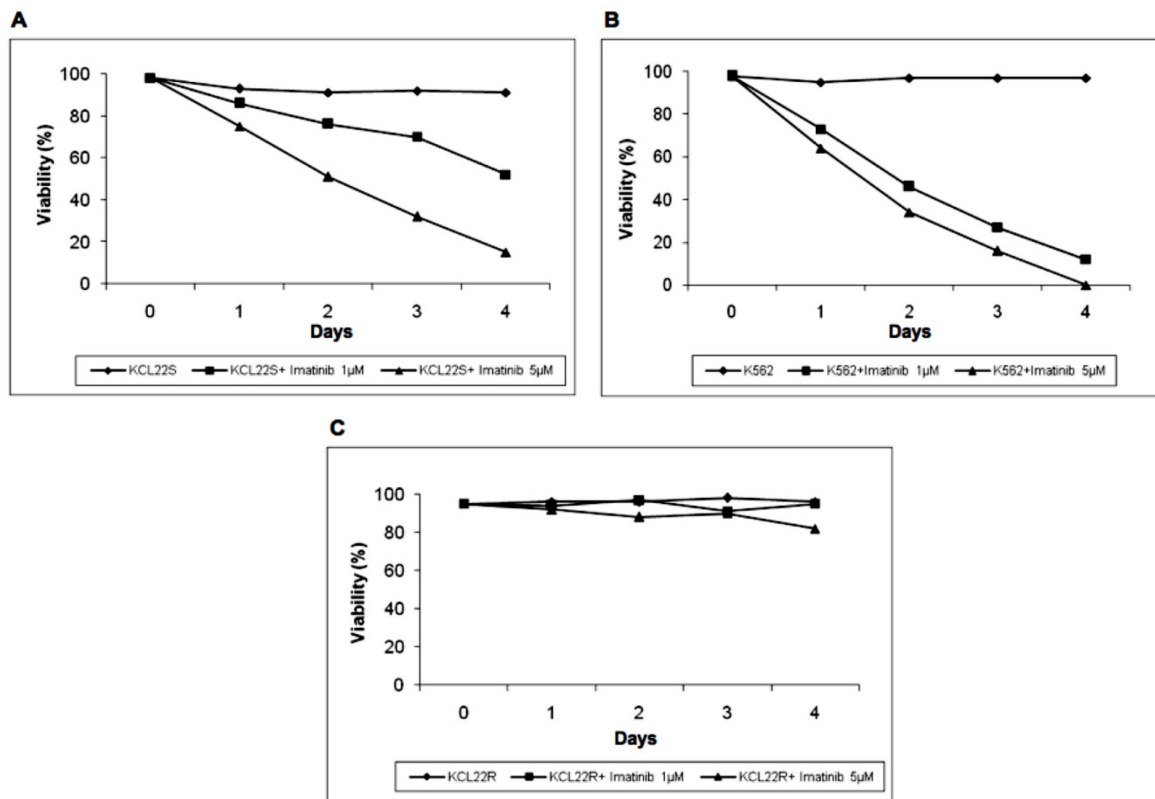 A
Viability (%)
100
80
60
40
20
0
0 1 2 3 4
Days
KCL22S KCL22S+ Imatinib 1µM KCL22S+ Imatinib 5µM
B
Viability (%)
100
80
60
40
20
0
0 1 2 3 4
Days
K562 K562+Imatinib 1µM K562+Imatinib 5µM
C
Viability (%)
100
80
60
40
20
0
0 1 2 3 4
Days
KCL22R KCL22R+ Imatinib 1µM KCL22R+ Imatinib 5µM